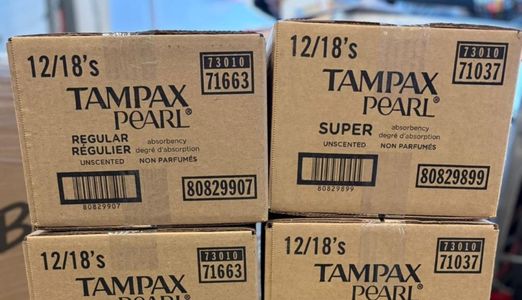 12/18's
73010
71663
TAMPAX
PEARL®
REGULAR
RÉGULIER
absorbency
degré d'absorption
UNSCENTED NON PARFUMÉS
80829907
80829907
12/18's
73010
71037
TAMPAX
PEARL®
SUPER
absorbency
degré d'absorption
UNSCENTED NON PARFUMÉS
80829899
80829899
12/18's
73010
71663
TAMPAX
PEARL®
12/18's
73010
71037
TAMPAX
PEARL®